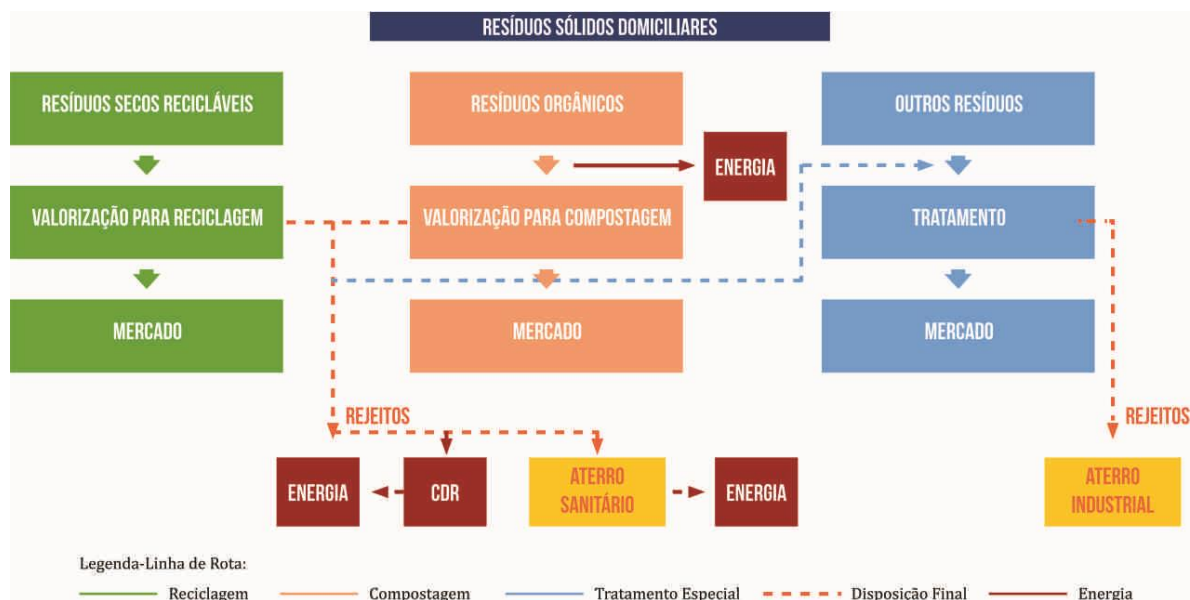 RESÍDUOS SÓLIDOS DOMICILIARES
RESÍDUOS SECOS RECICLÁVEIS
RESÍDUOS ORGÂNICOS
OUTROS RESÍDUOS
ENERGIA
VALORIZAÇÃO PARA RECICLAGEM
VALORIZAÇÃO PARA COMPOSTAGEM
TRATAMENTO
MERCADO
MERCADO
MERCADO
REJEITOS
REJEITOS
ENERGIA
CDR
ATERRO
SANITÁRIO
ENERGIA
ATERRO
INDUSTRIAL
Legenda-Linha de Rota:
Reciclagem
Compostagem
Tratamento Especial
Disposição Final
Energia